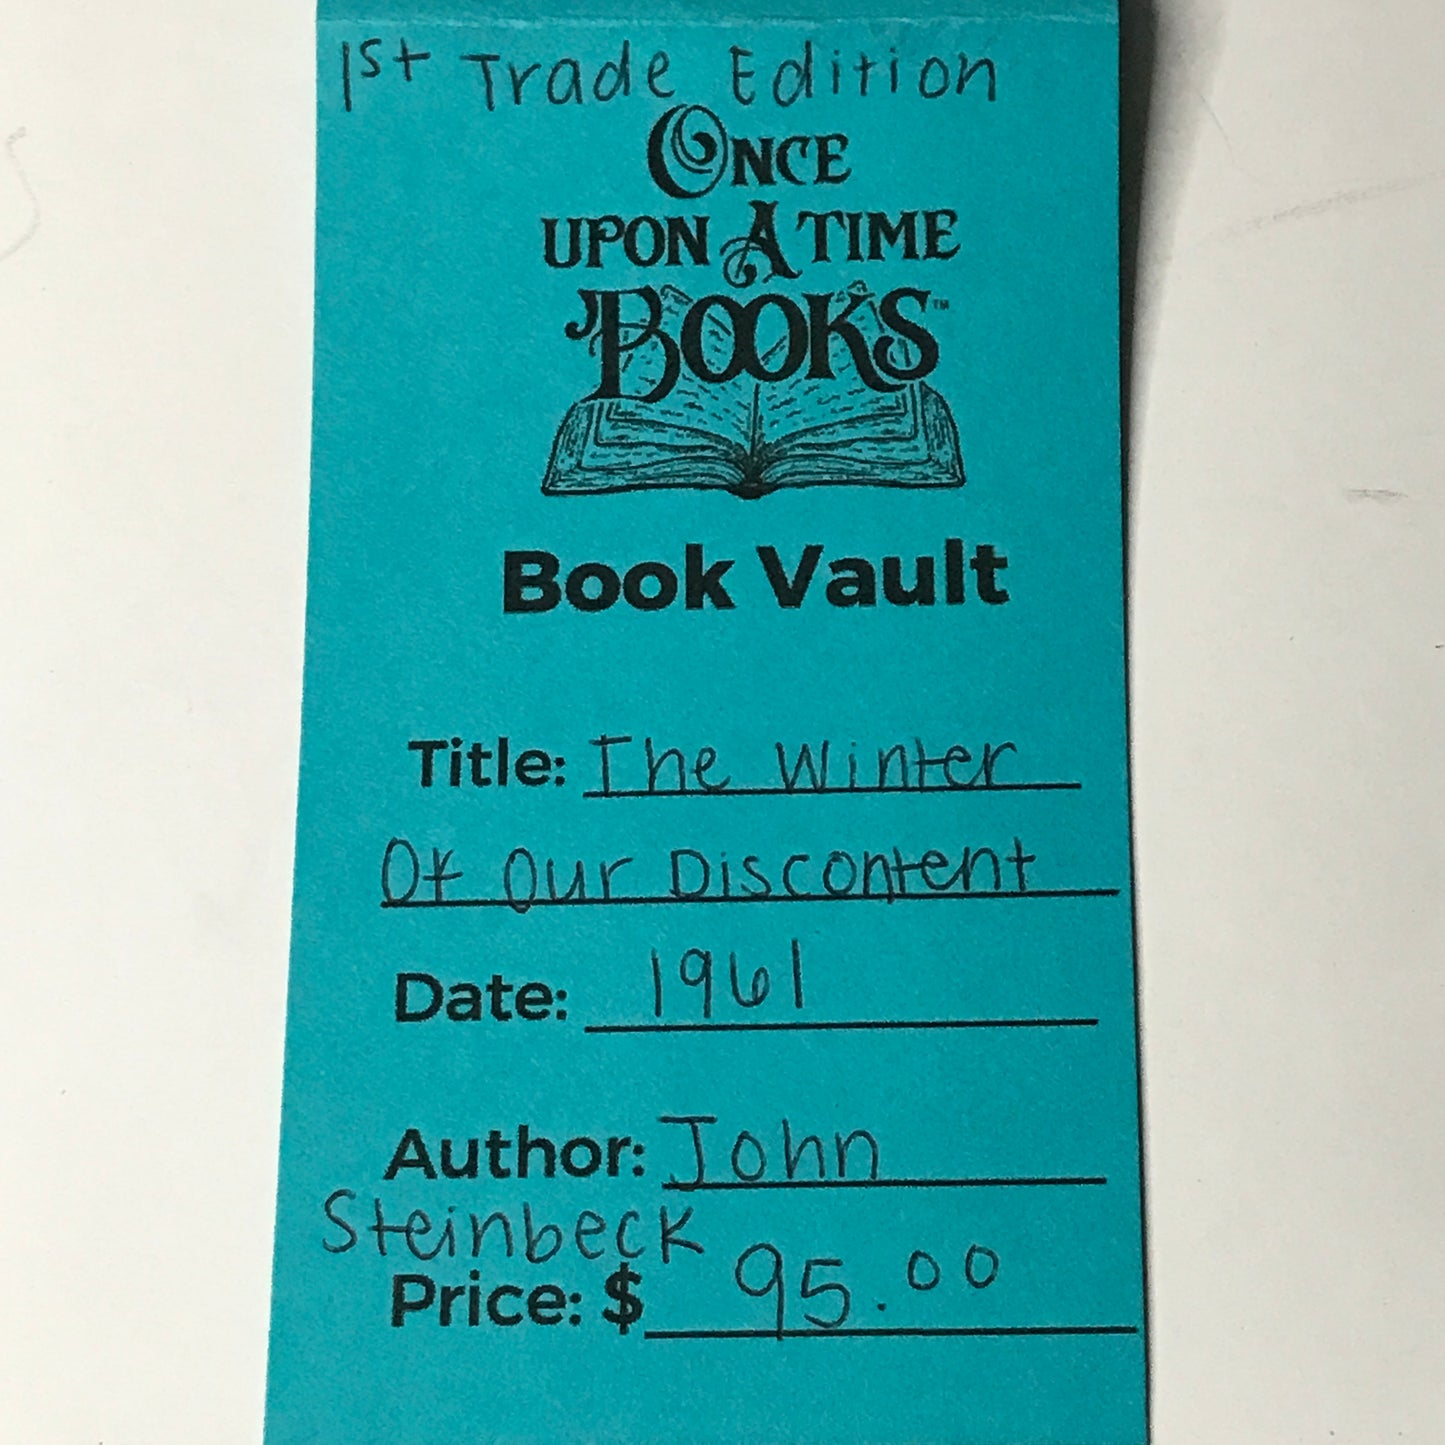 1st Trade Edition
ONCE
UPON A TIME
BOOKS™
Book Vault
Title: The Winter
Of Our Discontent
Date: 1961
Author: John
Steinbeck
Price: $ 95.00